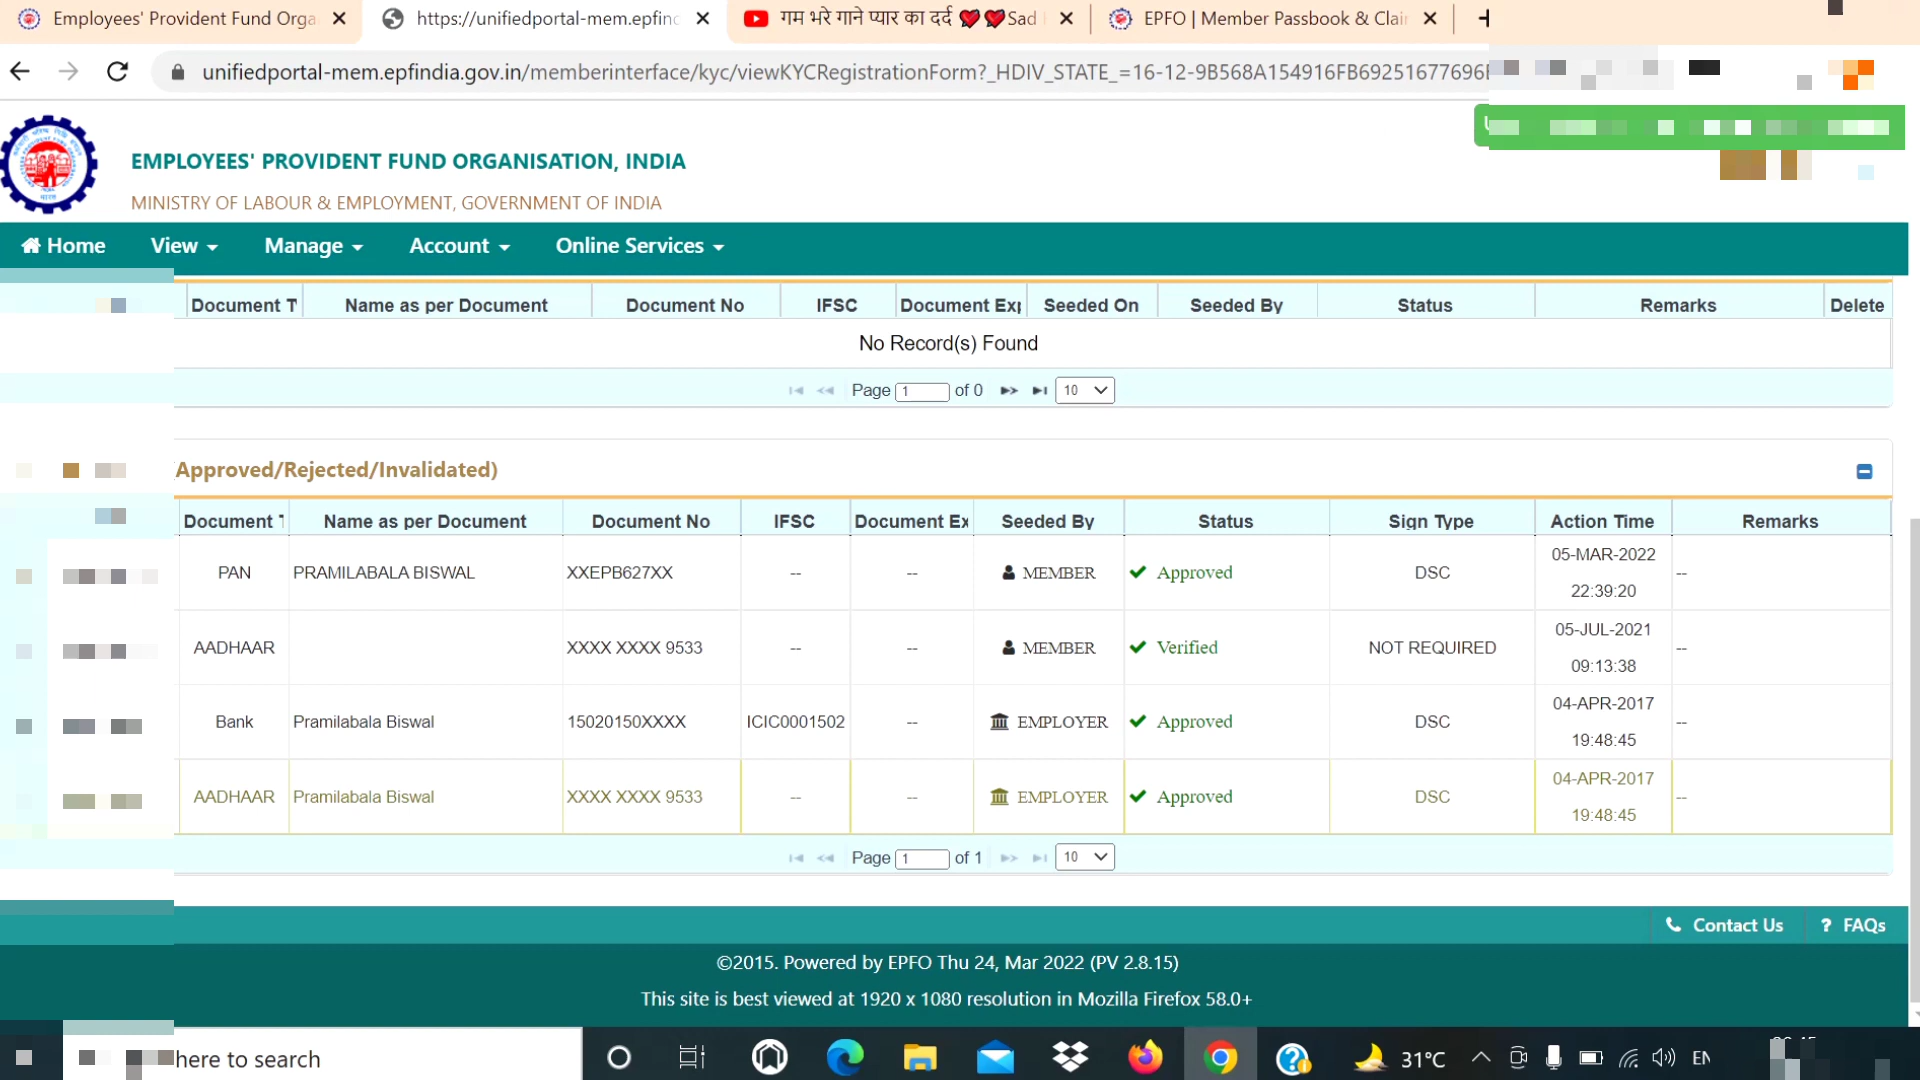 Employees' Provident Fund Orga
https://unifiedportal-mem.epfind
गम भरे गाने प्यार का दर्द ❤️❤️Sad
EPFO | Member Passbook & Clai
unifiedportal-mem.epfindia.gov.in/memberinterface/kyc/viewKYCRegistrationForm?_HDIV_STATE_=16-12-9B568A154916FB69251677696
EMPLOYEES' PROVIDENT FUND ORGANISATION, INDIA
MINISTRY OF LABOUR & EMPLOYMENT, GOVERNMENT OF INDIA
Home View Manage Account Online Services
Document T Name as per Document Document No IFSC Document Exp Seeded On Seeded By Status Remarks Delete
No Record(s) Found
Page 1 of 0 10
Approved/Rejected/Invalidated)
Document Name as per Document Document No IFSC Document Ex Seeded By Status Sign Type Action Time Remarks
PAN PRAMILABALA BISWAL XXEPB627XX -- -- MEMBER Approved DSC 05-MAR-2022 22:39:20 --
AADHAAR XXXX XXXX 9533 -- -- MEMBER Verified NOT REQUIRED 05-JUL-2021 09:13:38 --
Bank Pramilabala Biswal 15020150XXXX ICIC0001502 -- EMPLOYER Approved DSC 04-APR-2017 19:48:45 --
AADHAAR Pramilabala Biswal XXXX XXXX 9533 -- -- EMPLOYER Approved DSC 04-APR-2017 19:48:45 --
Page 1 of 1 10
Contact Us ? FAQs
©2015. Powered by EPFO Thu 24, Mar 2022 (PV 2.8.15)
This site is best viewed at 1920 x 1080 resolution in Mozilla Firefox 58.0+
here to search
31°C
EN